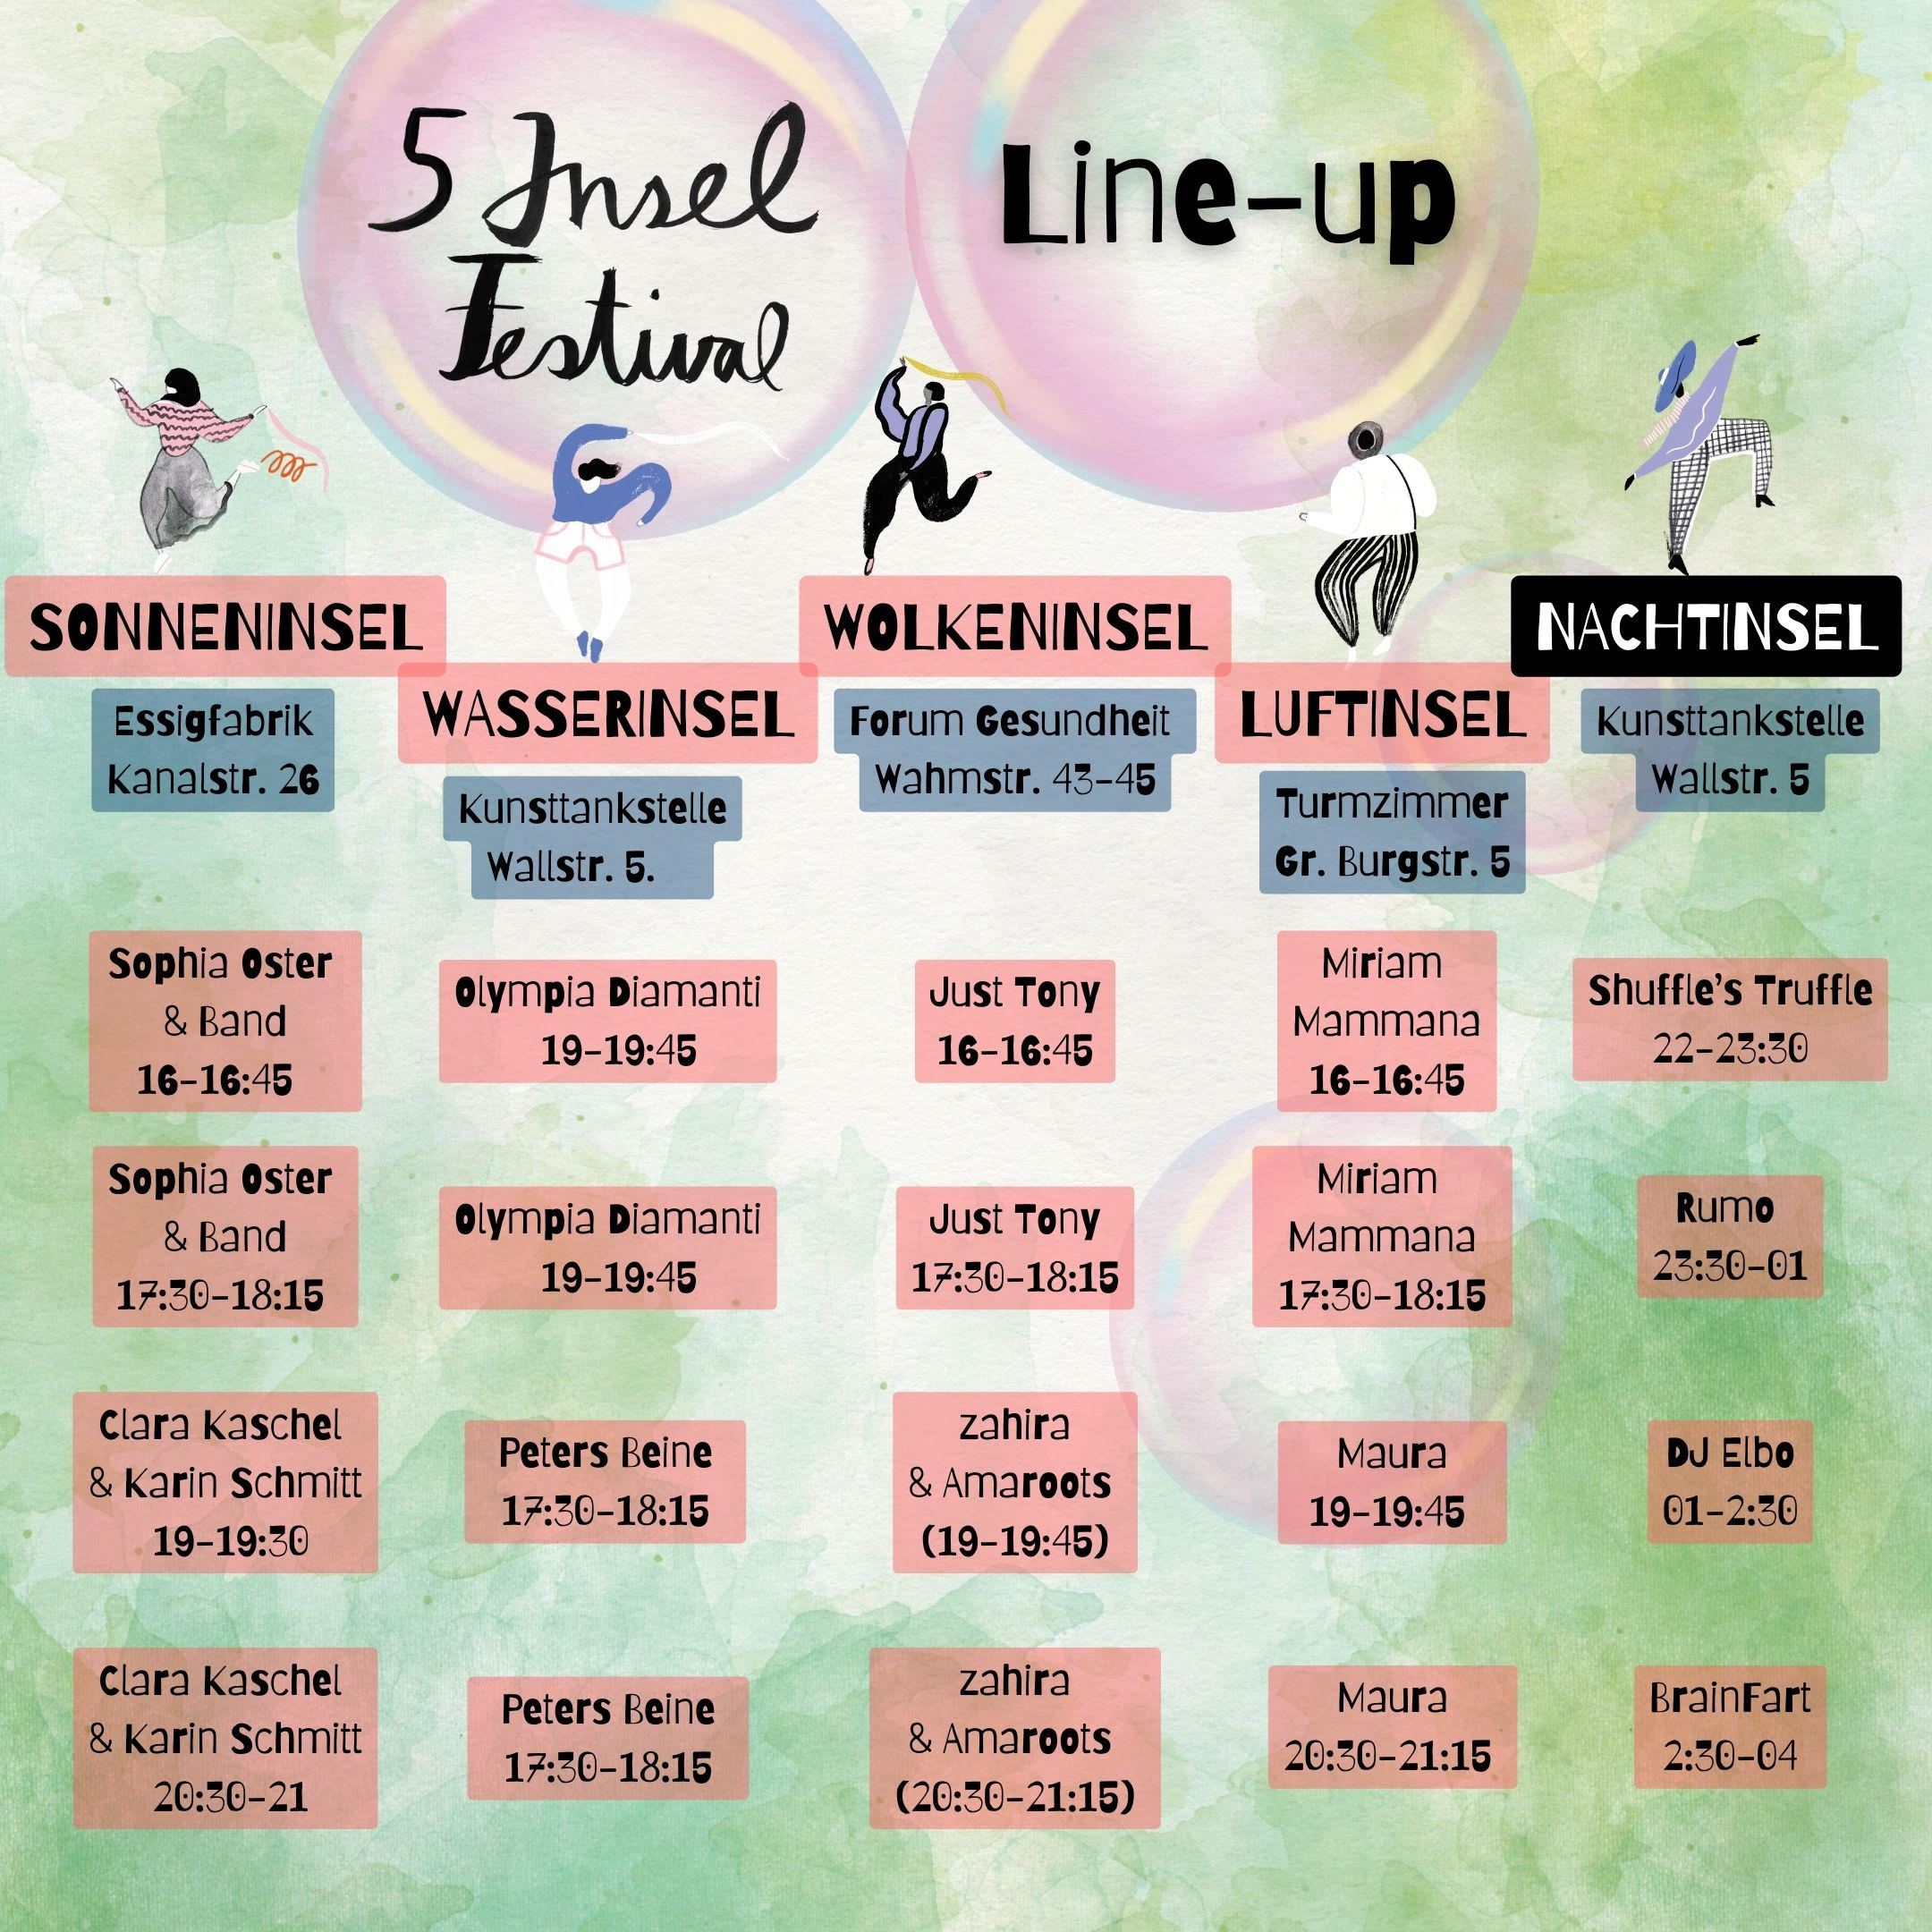 5 Insel
Festival
Line-up
SONNENINSEL
Essigfabrik
Kanalstr. 26
Sophia Oster
& Band
16-16:45
Sophia Oster
& Band
17:30-18:15
Clara Kaschel
& Karin Schmitt
19-19:30
Clara Kaschel
& Karin Schmitt
20:30-21
WASSERINSEL
Kunsttankstelle
Wallstr. 5.
Olympia Diamanti
19-19:45
Olympia Diamanti
19-19:45
Peters Beine
17:30-18:15
Peters Beine
17:30-18:15
WOLKENINSEL
Forum Gesundheit
Wahmstr. 43-45
Just Tony
16-16:45
Just Tony
17:30-18:15
zahira
& Amaroots
(19-19:45)
zahira
& Amaroots
(20:30-21:15)
LUFTINSEL
Turmzimmer
Gr. Burgstr. 5
Miriam
Mammana
16-16:45
Miriam
Mammana
17:30-18:15
Maura
19-19:45
Maura
20:30-21:15
NACHTINSEL
Kunsttankstelle
Wallstr. 5
Shuffle's Truffle
22-23:30
Rumo
23:30-01
DJ Elbo
01-2:30
BrainFart
2:30-04